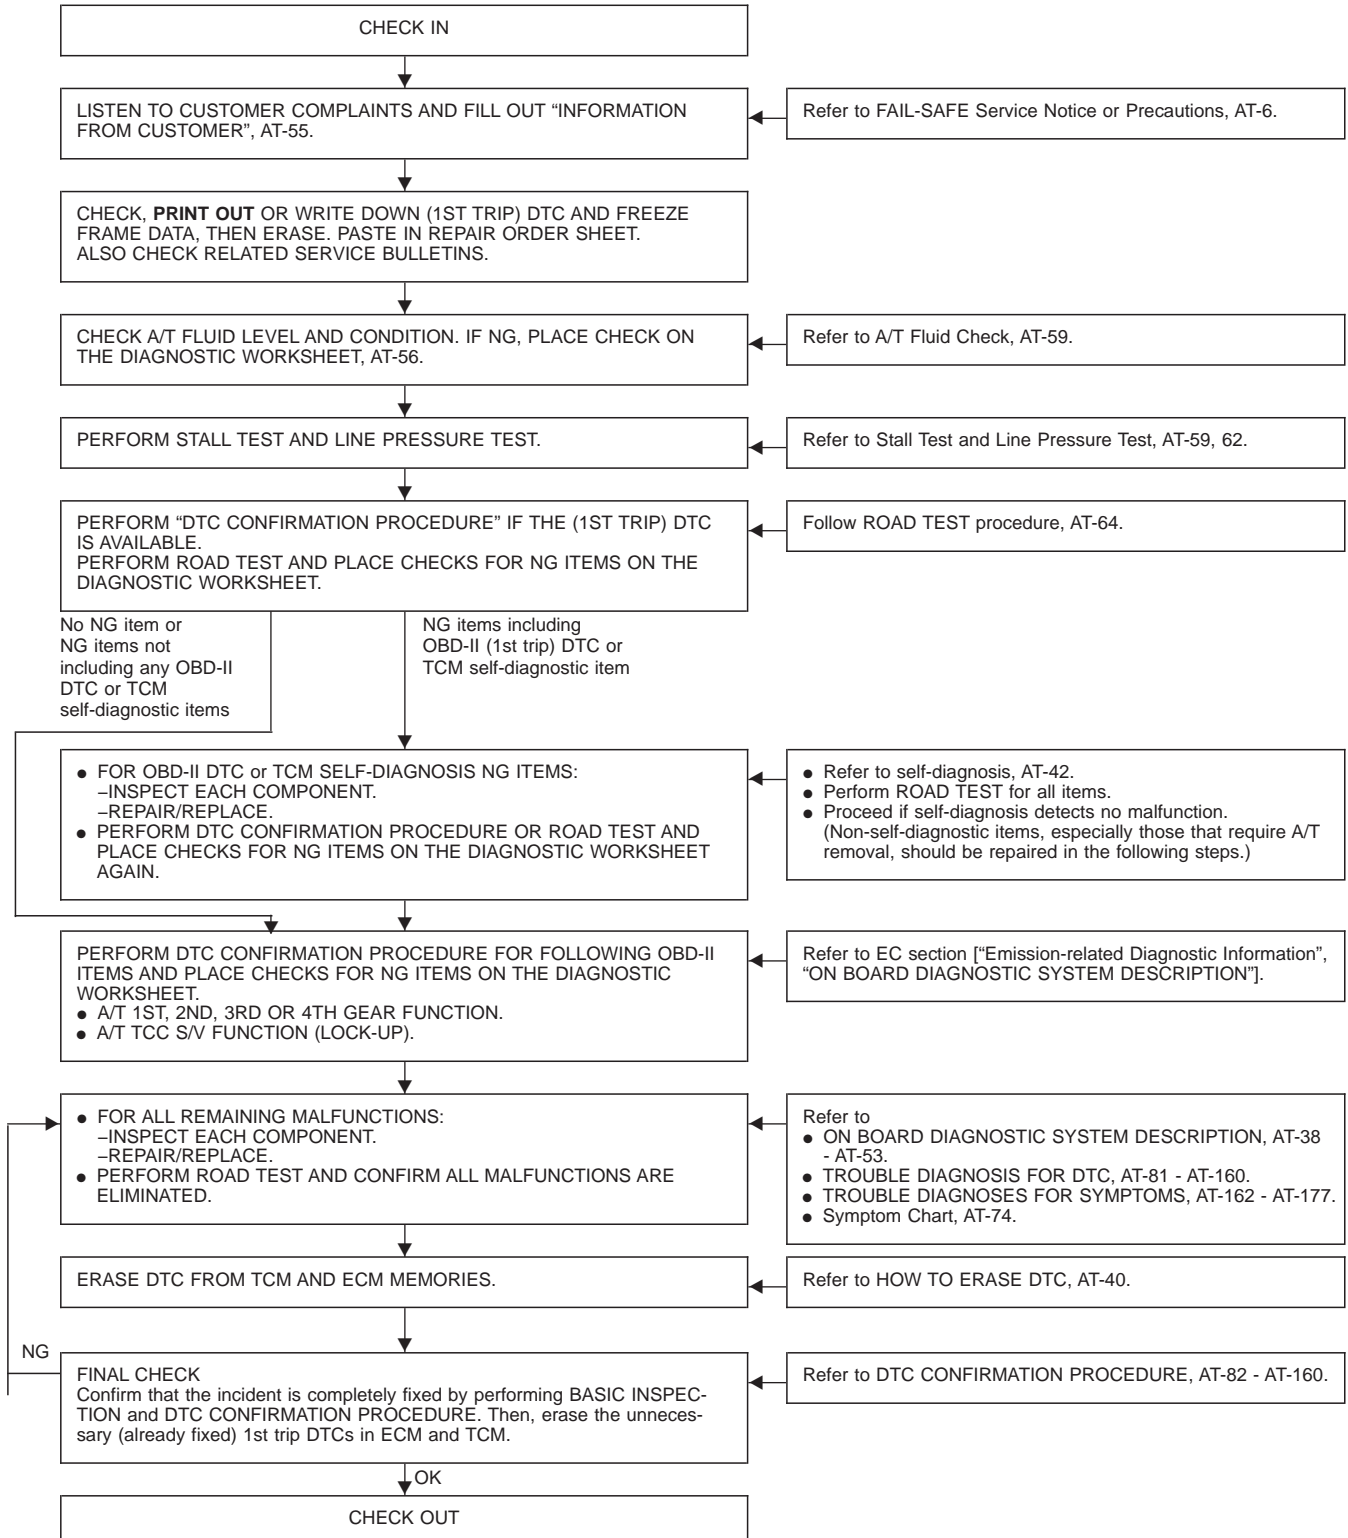 CHECK IN
LISTEN TO CUSTOMER COMPLAINTS AND FILL OUT “INFORMATION
FROM CUSTOMER”, AT-55.
Refer to FAIL-SAFE Service Notice or Precautions, AT-6.
CHECK, PRINT OUT OR WRITE DOWN (1ST TRIP) DTC AND FREEZE
FRAME DATA, THEN ERASE. PASTE IN REPAIR ORDER SHEET.
ALSO CHECK RELATED SERVICE BULLETINS.
CHECK A/T FLUID LEVEL AND CONDITION. IF NG, PLACE CHECK ON
THE DIAGNOSTIC WORKSHEET, AT-56.
Refer to A/T Fluid Check, AT-59.
PERFORM STALL TEST AND LINE PRESSURE TEST.
Refer to Stall Test and Line Pressure Test, AT-59, 62.
PERFORM “DTC CONFIRMATION PROCEDURE” IF THE (1ST TRIP) DTC
IS AVAILABLE.
PERFORM ROAD TEST AND PLACE CHECKS FOR NG ITEMS ON THE
DIAGNOSTIC WORKSHEET.
Follow ROAD TEST procedure, AT-64.
No NG item or
NG items not
including any OBD-II
DTC or TCM
self-diagnostic items
NG items including
OBD-II (1st trip) DTC or
TCM self-diagnostic item
● FOR OBD-II DTC or TCM SELF-DIAGNOSIS NG ITEMS:
–INSPECT EACH COMPONENT.
–REPAIR/REPLACE.
● PERFORM DTC CONFIRMATION PROCEDURE OR ROAD TEST AND
PLACE CHECKS FOR NG ITEMS ON THE DIAGNOSTIC WORKSHEET
AGAIN.
● Refer to self-diagnosis, AT-42.
● Perform ROAD TEST for all items.
● Proceed if self-diagnosis detects no malfunction.
(Non-self-diagnostic items, especially those that require A/T
removal, should be repaired in the following steps.)
PERFORM DTC CONFIRMATION PROCEDURE FOR FOLLOWING OBD-II
ITEMS AND PLACE CHECKS FOR NG ITEMS ON THE DIAGNOSTIC
WORKSHEET.
● A/T 1ST, 2ND, 3RD OR 4TH GEAR FUNCTION.
● A/T TCC S/V FUNCTION (LOCK-UP).
Refer to EC section [“Emission-related Diagnostic Information”,
“ON BOARD DIAGNOSTIC SYSTEM DESCRIPTION”].
● FOR ALL REMAINING MALFUNCTIONS:
–INSPECT EACH COMPONENT.
–REPAIR/REPLACE.
● PERFORM ROAD TEST AND CONFIRM ALL MALFUNCTIONS ARE
ELIMINATED.
Refer to
● ON BOARD DIAGNOSTIC SYSTEM DESCRIPTION, AT-38
- AT-53.
● TROUBLE DIAGNOSIS FOR DTC, AT-81 - AT-160.
● TROUBLE DIAGNOSES FOR SYMPTOMS, AT-162 - AT-177.
● Symptom Chart, AT-74.
ERASE DTC FROM TCM AND ECM MEMORIES.
Refer to HOW TO ERASE DTC, AT-40.
NG
FINAL CHECK
Confirm that the incident is completely fixed by performing BASIC INSPEC-
TION and DTC CONFIRMATION PROCEDURE. Then, erase the unneces-
sary (already fixed) 1st trip DTCs in ECM and TCM.
Refer to DTC CONFIRMATION PROCEDURE, AT-82 - AT-160.
OK
CHECK OUT